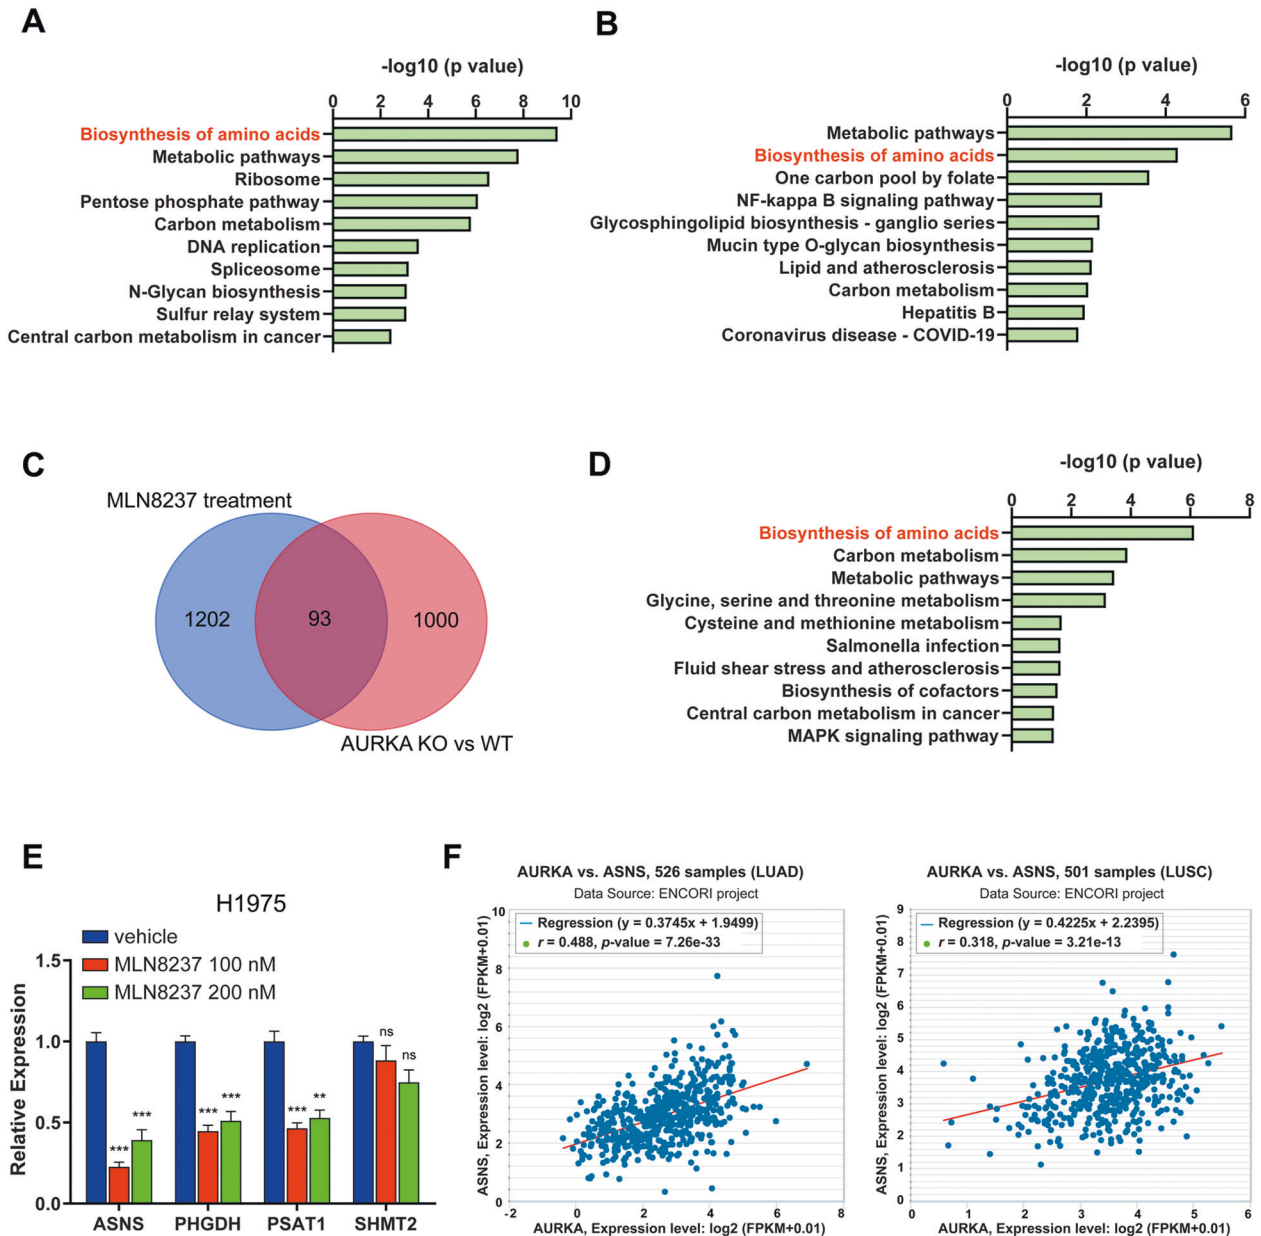 A
-log10 (p value)
0 2 4 6 8 10
Biosynthesis of amino acids
Metabolic pathways
Ribosome
Pentose phosphate pathway
Carbon metabolism
DNA replication
Spliceosome
N-Glycan biosynthesis
Sulfur relay system
Central carbon metabolism in cancer
B
-log10 (p value)
0 2 4 6
Metabolic pathways
Biosynthesis of amino acids
One carbon pool by folate
NF-kappa B signaling pathway
Glycosphingolipid biosynthesis - ganglio series
Mucin type O-glycan biosynthesis
Lipid and atherosclerosis
Carbon metabolism
Hepatitis B
Coronavirus disease - COVID-19
C
MLN8237 treatment
1202 93 1000
AURKA KO vs WT
D
-log10 (p value)
0 2 4 6 8
Biosynthesis of amino acids
Carbon metabolism
Metabolic pathways
Glycine, serine and threonine metabolism
Cysteine and methionine metabolism
Salmonella infection
Fluid shear stress and atherosclerosis
Biosynthesis of cofactors
Central carbon metabolism in cancer
MAPK signaling pathway
E
H1975
vehicle
MLN8237 100 nM
MLN8237 200 nM
Relative Expression
1.5
1.0
0.5
0.0
*** ***
*** ***
*** **
ns ns
ASNS PHGDH PSAT1 SHMT2
F
AURKA vs. ASNS, 526 samples (LUAD)
Data Source: ENCORI project
Regression (y = 0.3745x + 1.9499)
r = 0.488, p-value = 7.26e-33
ASNS, Expression level: log2 (FPKM+0.01)
10
8
6
4
2
0
-2 0 2 4 6 8
AURKA, Expression level: log2 (FPKM+0.01)
AURKA vs. ASNS, 501 samples (LUSC)
Data Source: ENCORI project
Regression (y = 0.4225x + 2.2395)
r = 0.318, p-value = 3.21e-13
ASNS, Expression level: log2 (FPKM+0.01)
9
8
7
6
5
4
3
2
1
0
0 1 2 3 4 5 6
AURKA, Expression level: log2 (FPKM+0.01)